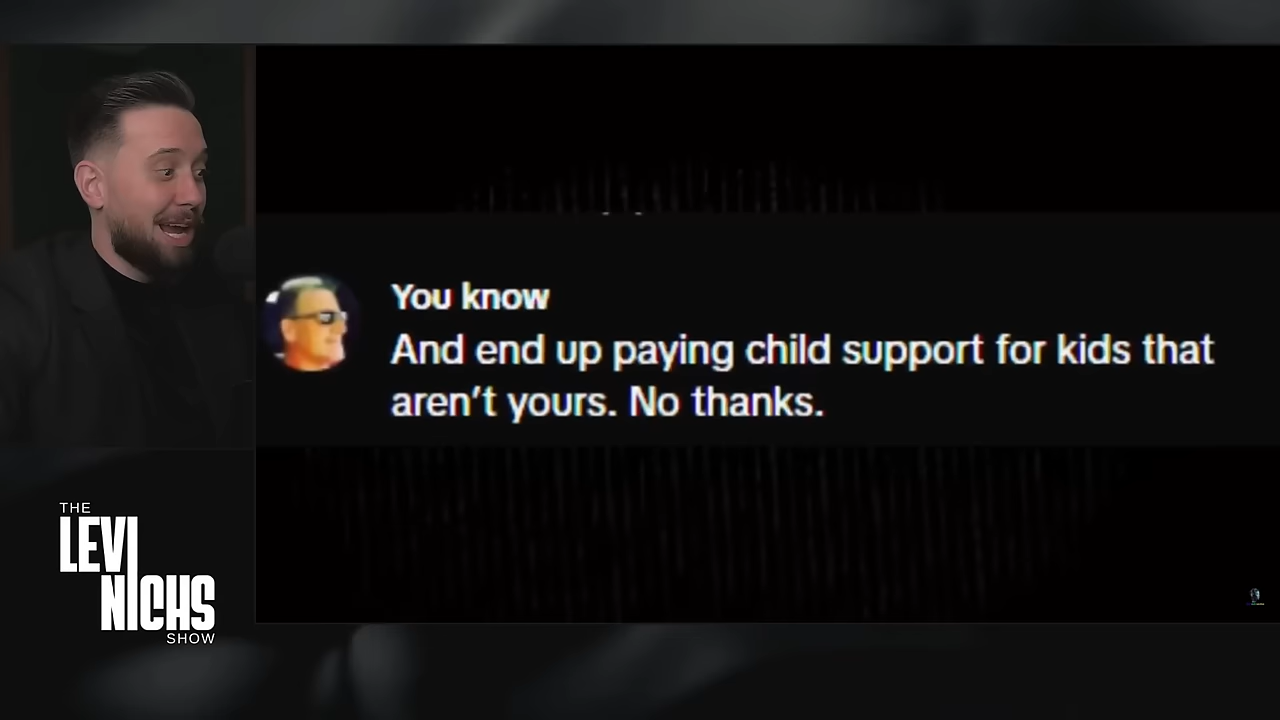 You know
And end up paying child support for kids that
aren't yours. No thanks.
THE
LEVI
NICHS
SHOW